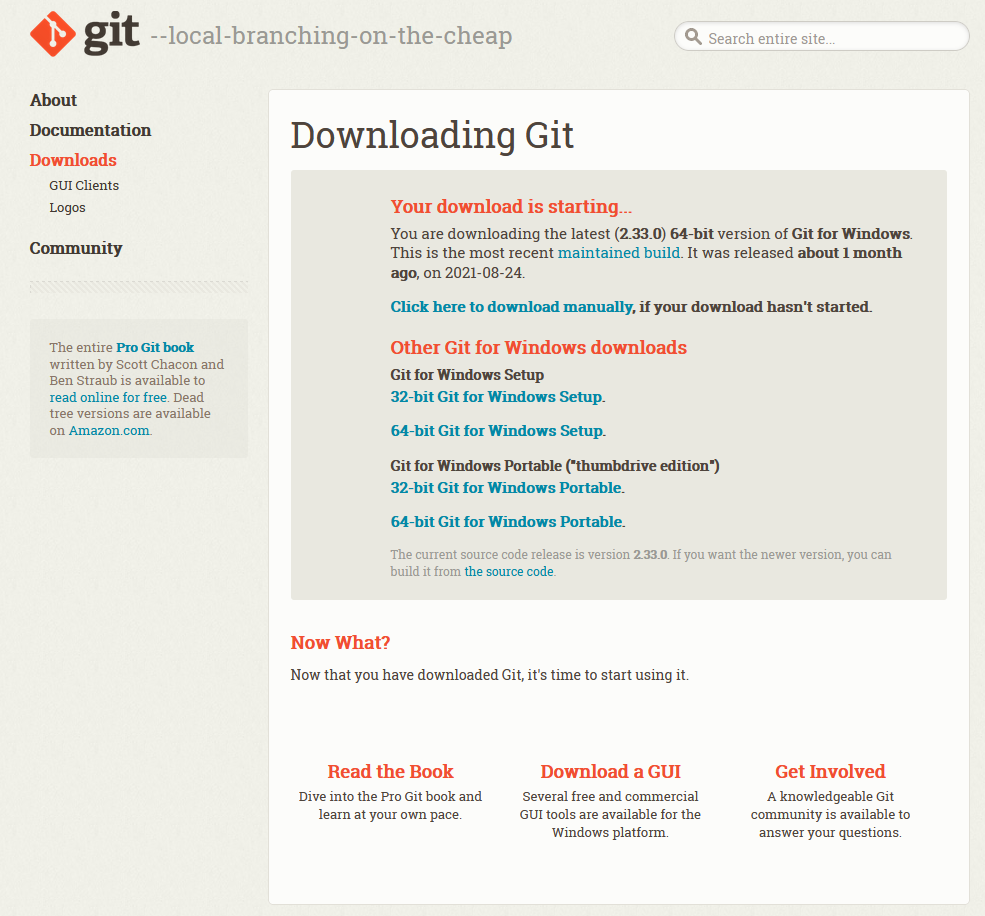 git --local-branching-on-the-cheap
Search entire site...
About
Documentation
Downloads
GUI Clients
Logos
Community
The entire Pro Git book
written by Scott Chacon and
Ben Straub is available to
read online for free. Dead
tree versions are available
on Amazon.com.
Downloading Git
Your download is starting...
You are downloading the latest (2.33.0) 64-bit version of Git for Windows.
This is the most recent maintained build. It was released about 1 month
ago, on 2021-08-24.
Click here to download manually, if your download hasn't started.
Other Git for Windows downloads
Git for Windows Setup
32-bit Git for Windows Setup.
64-bit Git for Windows Setup.
Git for Windows Portable ("thumbdrive edition")
32-bit Git for Windows Portable.
64-bit Git for Windows Portable.
The current source code release is version 2.33.0. If you want the newer version, you can
build it from the source code.
Now What?
Now that you have downloaded Git, it's time to start using it.
Read the Book
Dive into the Pro Git book and
learn at your own pace.
Download a GUI
Several free and commercial
GUI tools are available for the
Windows platform.
Get Involved
A knowledgeable Git
community is available to
answer your questions.